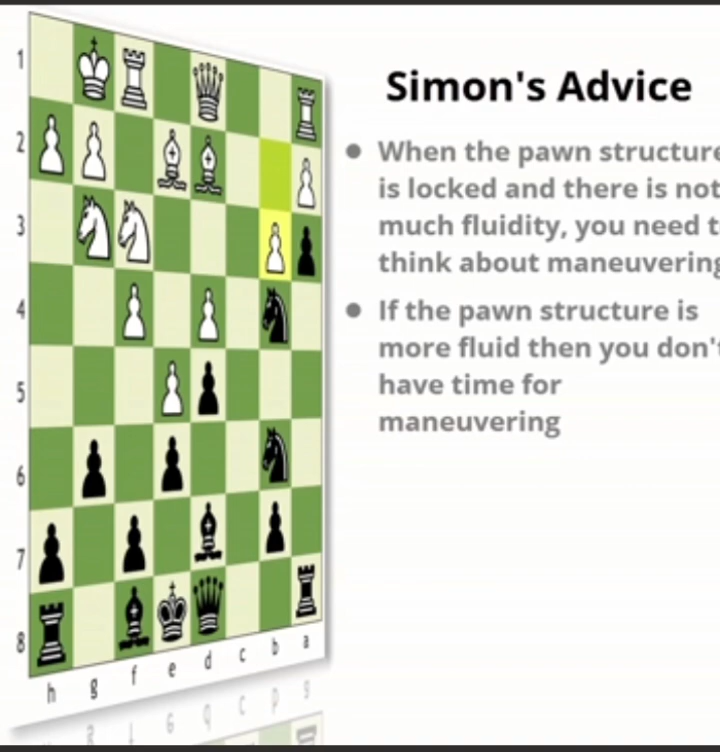 Simon's Advice
When the pawn structure
is locked and there is not
much fluidity, you need
think about maneuvering
If the pawn structure is
more fluid then you don't
have time for
maneuvering
1
2
3
4
5
6
7
8
h g f e d c b a